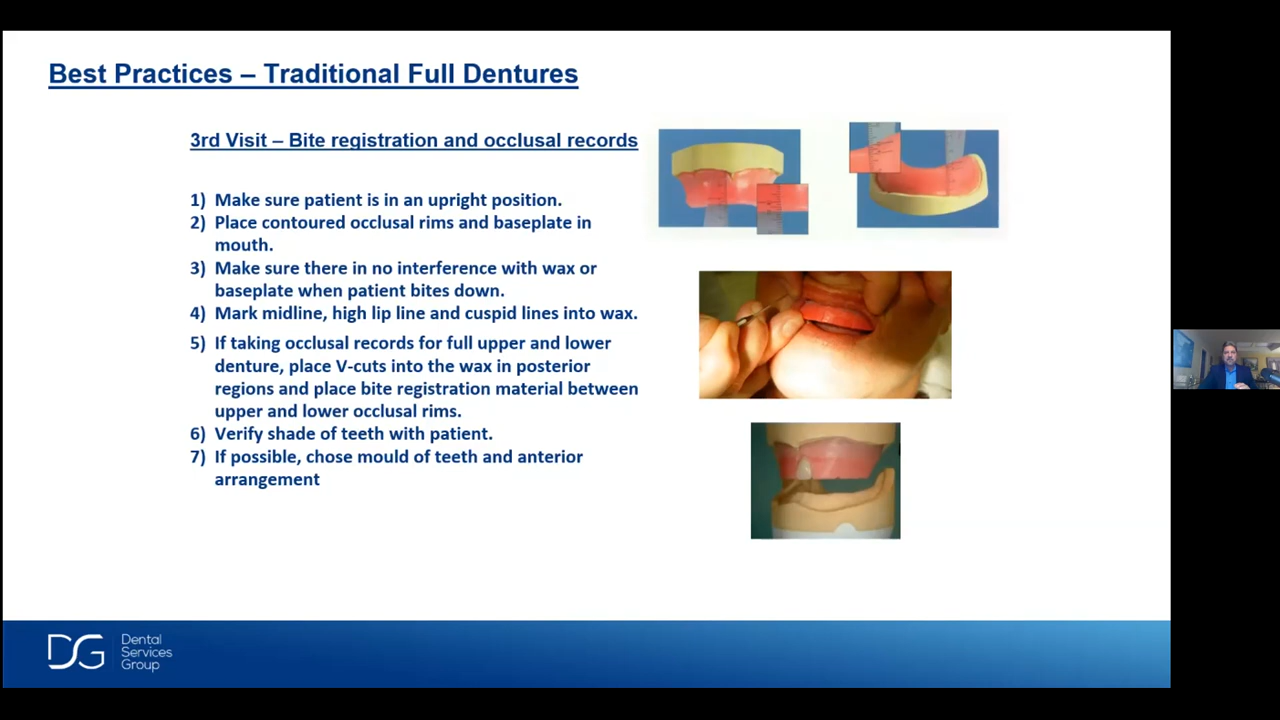 Best Practices – Traditional Full Dentures
3rd Visit – Bite registration and occlusal records
1) Make sure patient is in an upright position.
2) Place contoured occlusal rims and baseplate in
mouth.
3) Make sure there in no interference with wax or
baseplate when patient bites down.
4) Mark midline, high lip line and cuspid lines into wax.
5) If taking occlusal records for full upper and lower
denture, place V-cuts into the wax in posterior
regions and place bite registration material between
upper and lower occlusal rims.
6) Verify shade of teeth with patient.
7) If possible, chose mould of teeth and anterior
arrangement
DG
Dental
Services
Group